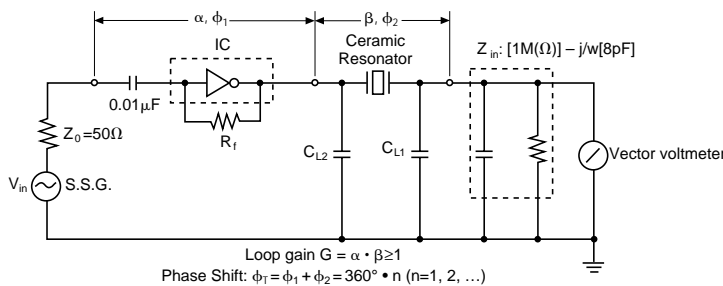 α, ϕ1
β, ϕ2
IC
Ceramic
Resonator
Z in: [1M(Ω)] – j/w[8pF]
0.01µF
Rf
Z0=50Ω
CL2
CL1
Vector voltmeter
Vin
S.S.G.
Loop gain G = α • β≥1
Phase Shift: ϕT = ϕ1 + ϕ2 = 360° • n (n=1, 2, …)